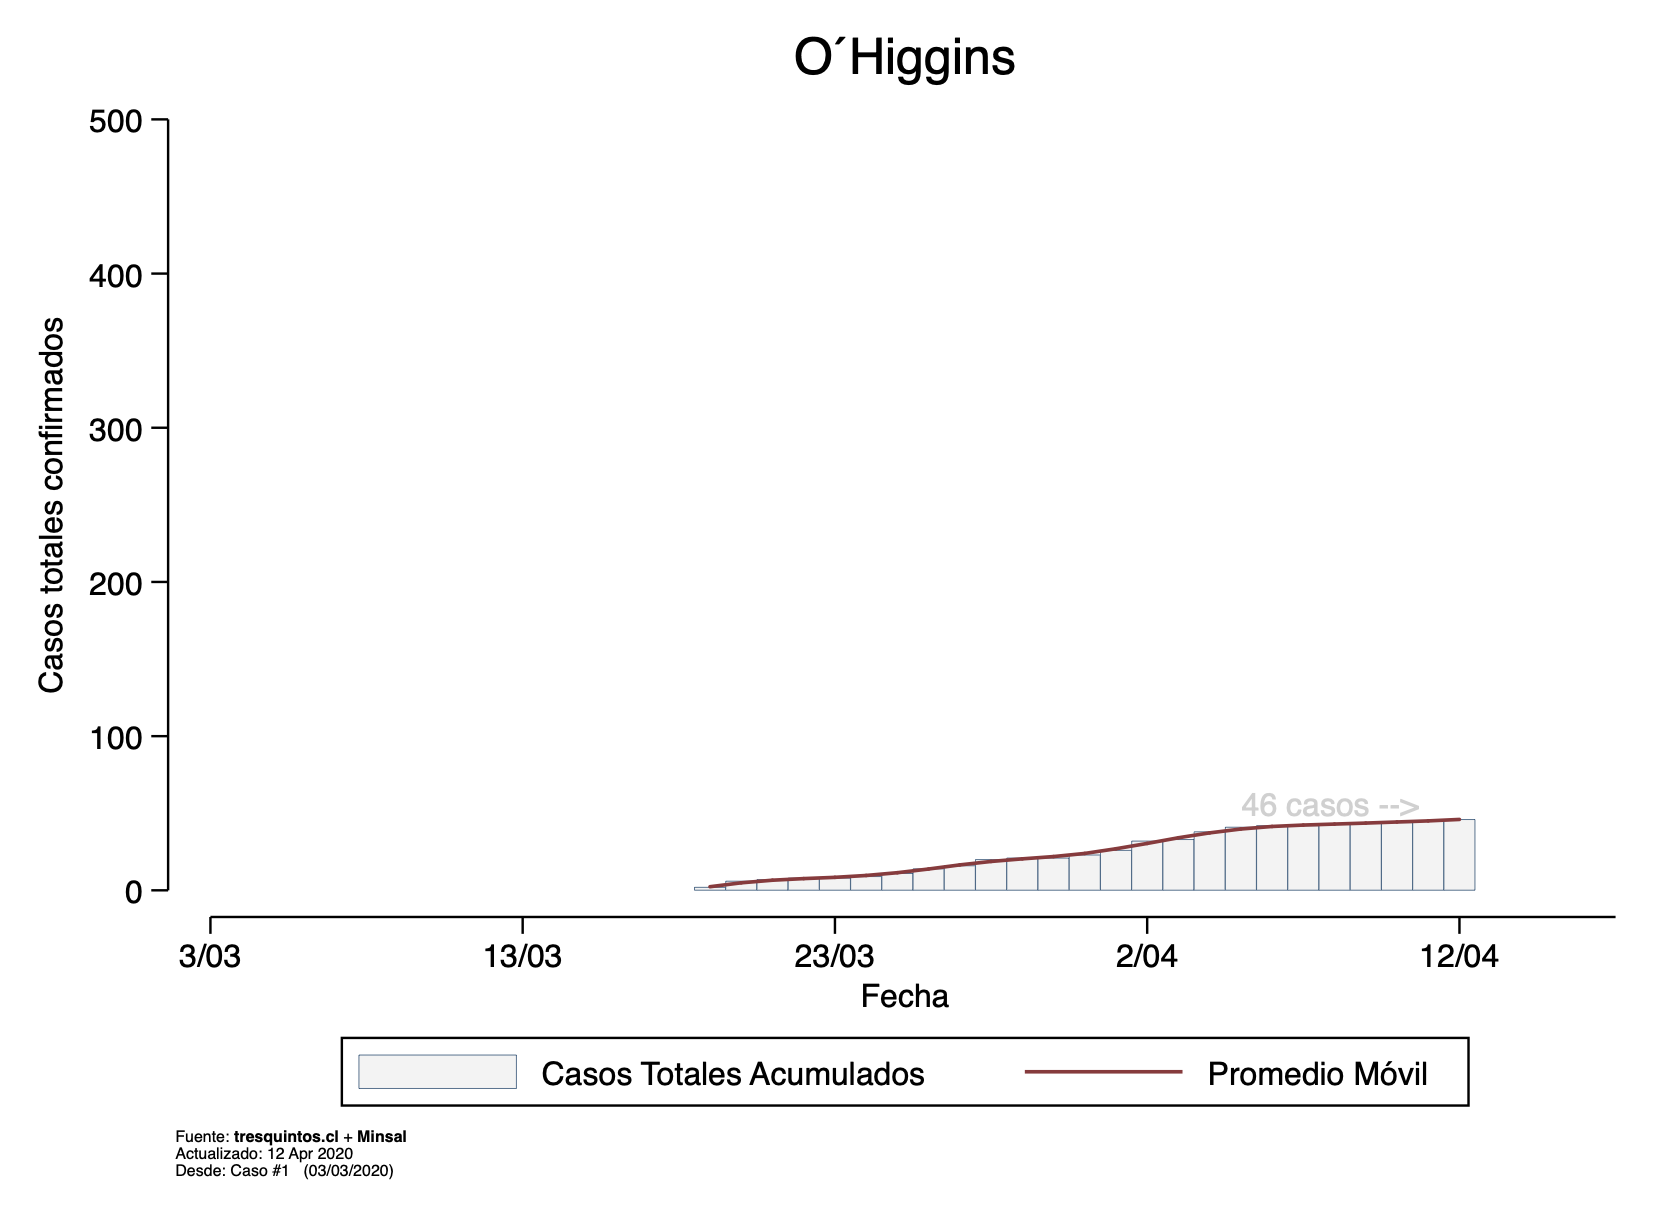 O´Higgins
500
400
300
200
100
0
Casos totales confirmados
46 casos -->
3/03 13/03 23/03 2/04 12/04
Fecha
Casos Totales Acumulados Promedio Móvil
Fuente: tresquintos.cl + Minsal
Actualizado: 12 Apr 2020
Desde: Caso #1 (03/03/2020)